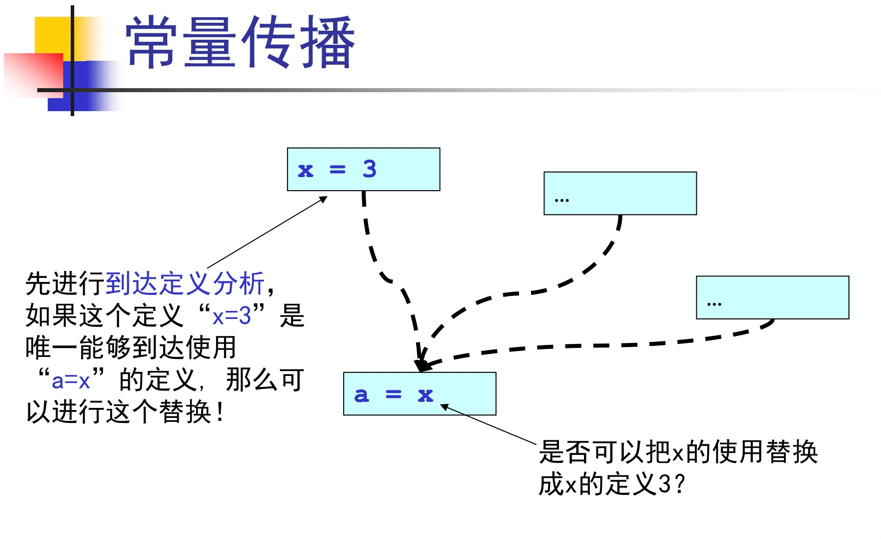 常量传播
x = 3
…
先进行到达定义分析，
如果这个定义“x=3”是
唯一能够到达使用
“a=x”的定义, 那么可
以进行这个替换!
…
a = x
是否可以把x的使用替换
成x的定义3?